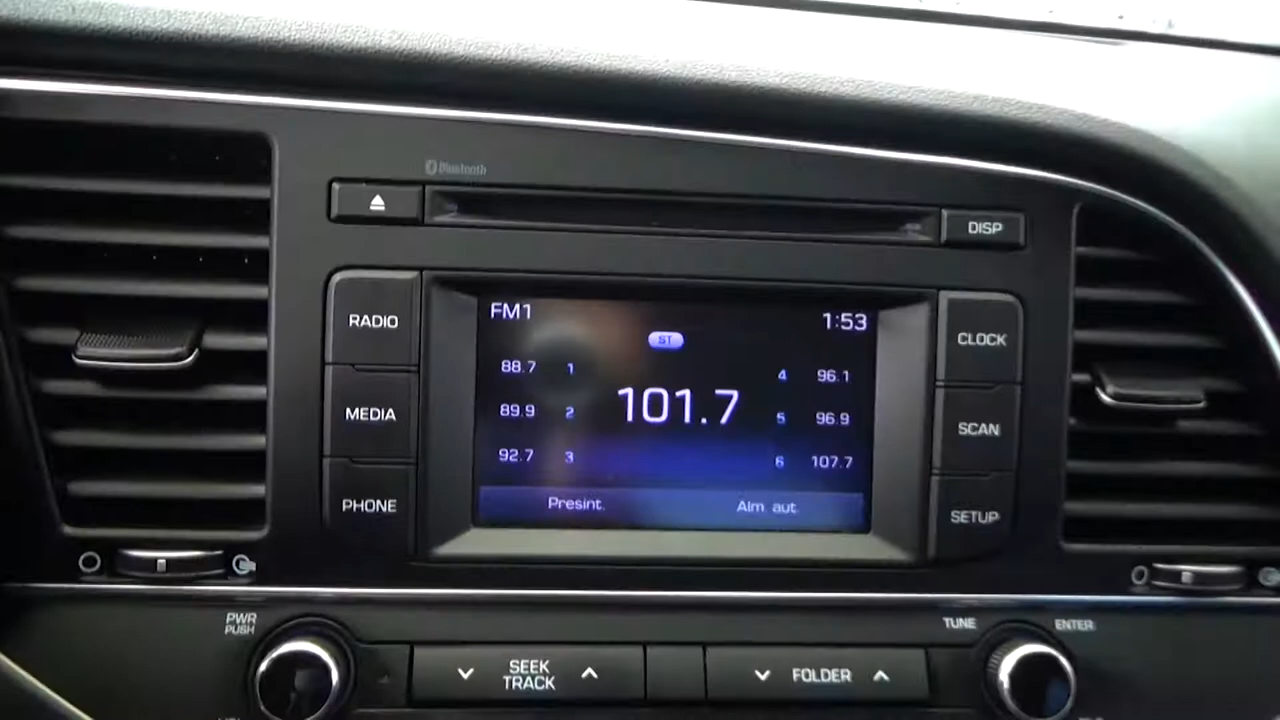 Bluetooth
DISP
RADIO
MEDIA
PHONE
FM1
1:53
ST
88.7 1
89.9 2
92.7 3
101.7
4 96.1
5 96.9
6 107.7
Presint.
Alm. aut.
CLOCK
SCAN
SETUP
PWR
PUSH
SEEK
TRACK
FOLDER
TUNE
ENTER